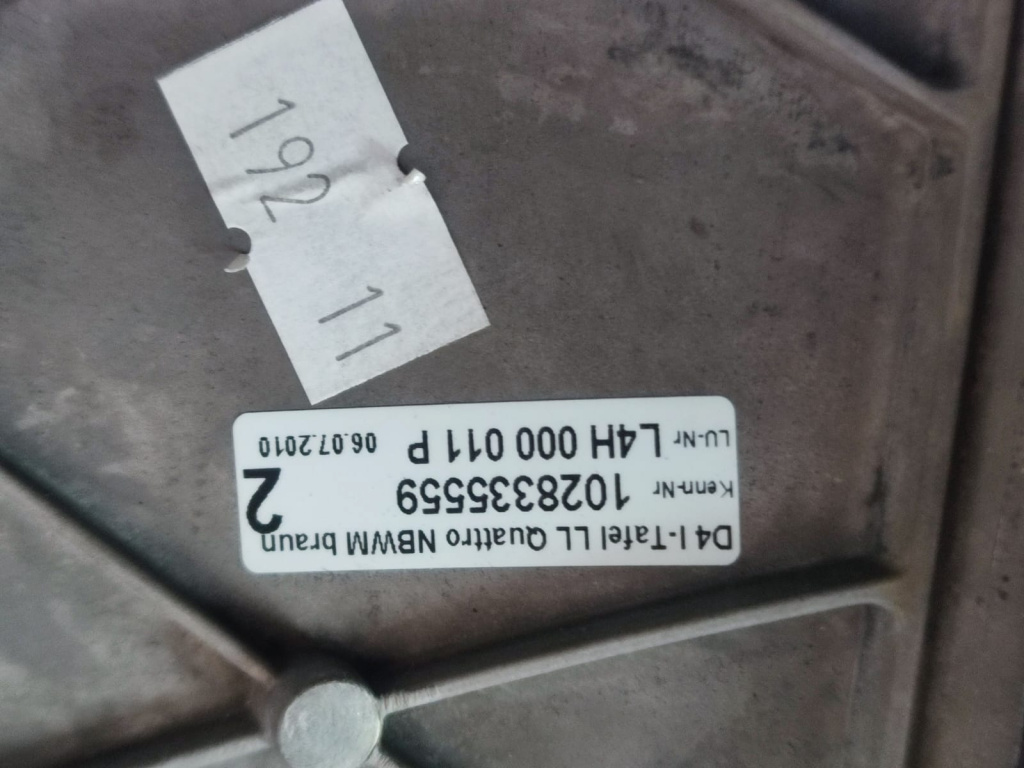 192 11
D4 I-Tafel LL Quattro NBWM braun
Kenn-Nr 1028335559 2
LU-Nr L4H 000 011 P 06.07.2010